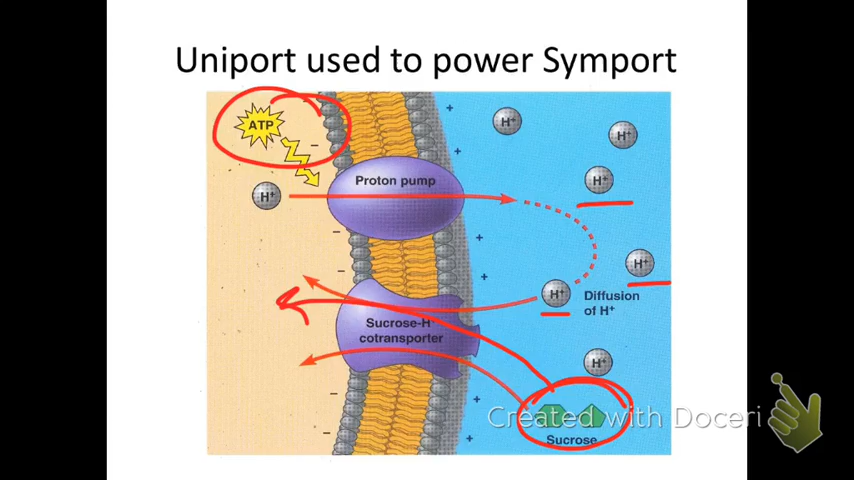 Uniport used to power Symport
ATP
H+
Proton pump
H+
H+
H+
H+
H+
Diffusion
of H+
Sucrose-H+
cotransporter
H+
Created with Doceri
Sucrose